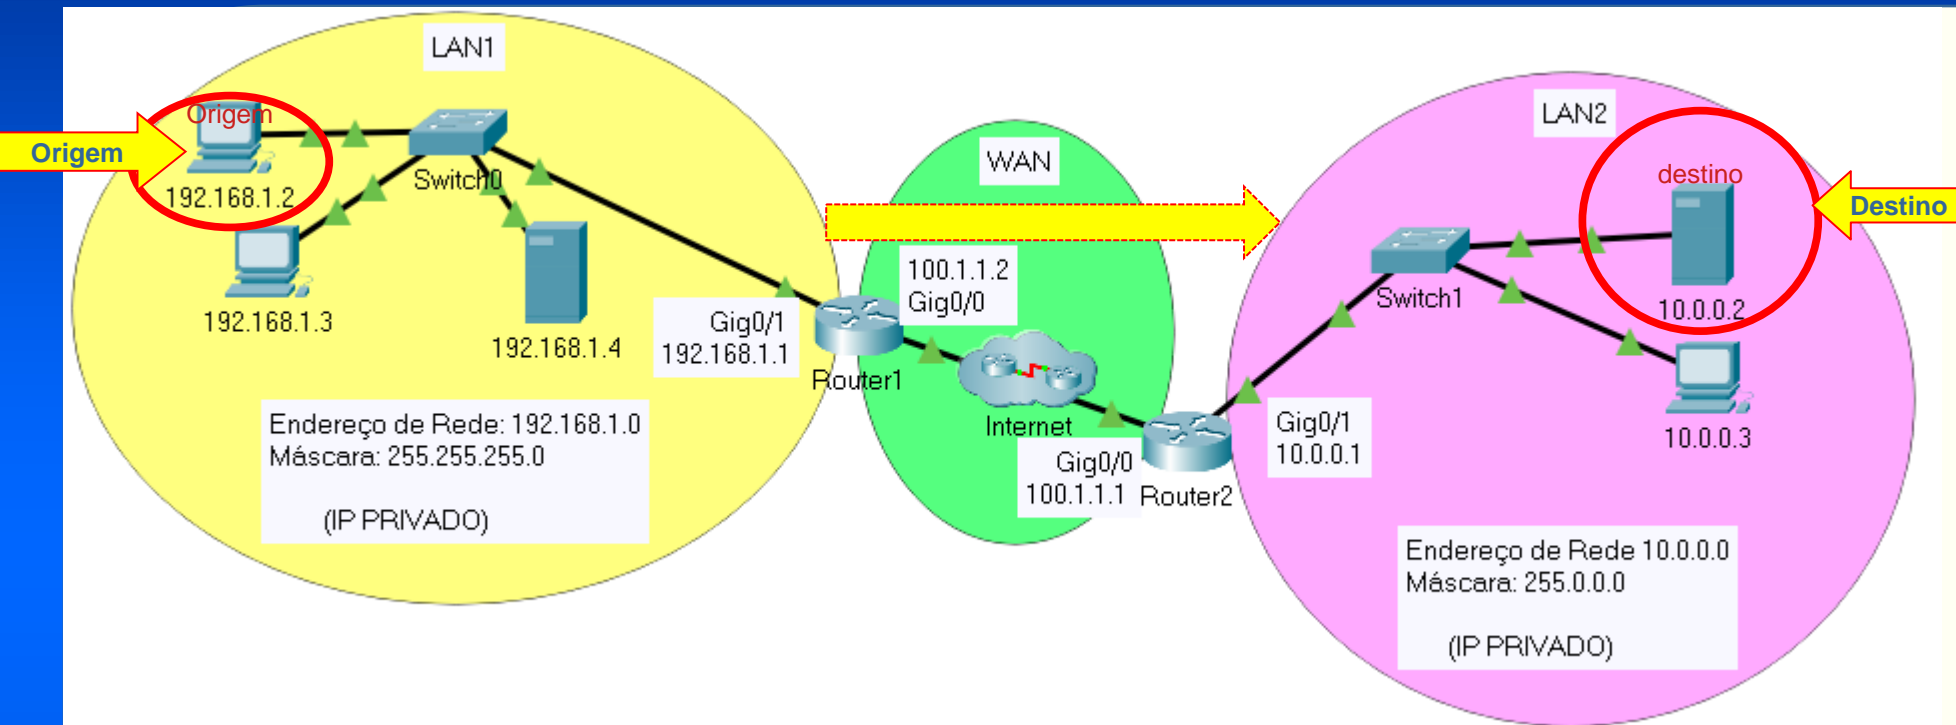 LAN1
Origem
Origem
192.168.1.2
Switch0
192.168.1.3
192.168.1.4
Gig0/1
192.168.1.1
Router1
Endereço de Rede: 192.168.1.0
Máscara: 255.255.255.0
(IP PRIVADO)
WAN
100.1.1.2
Gig0/0
Internet
Gig0/0
100.1.1.1
Router2
LAN2
destino
Destino
10.0.0.2
Switch1
10.0.0.3
Gig0/1
10.0.0.1
Endereço de Rede 10.0.0.0
Máscara: 255.0.0.0
(IP PRIVADO)